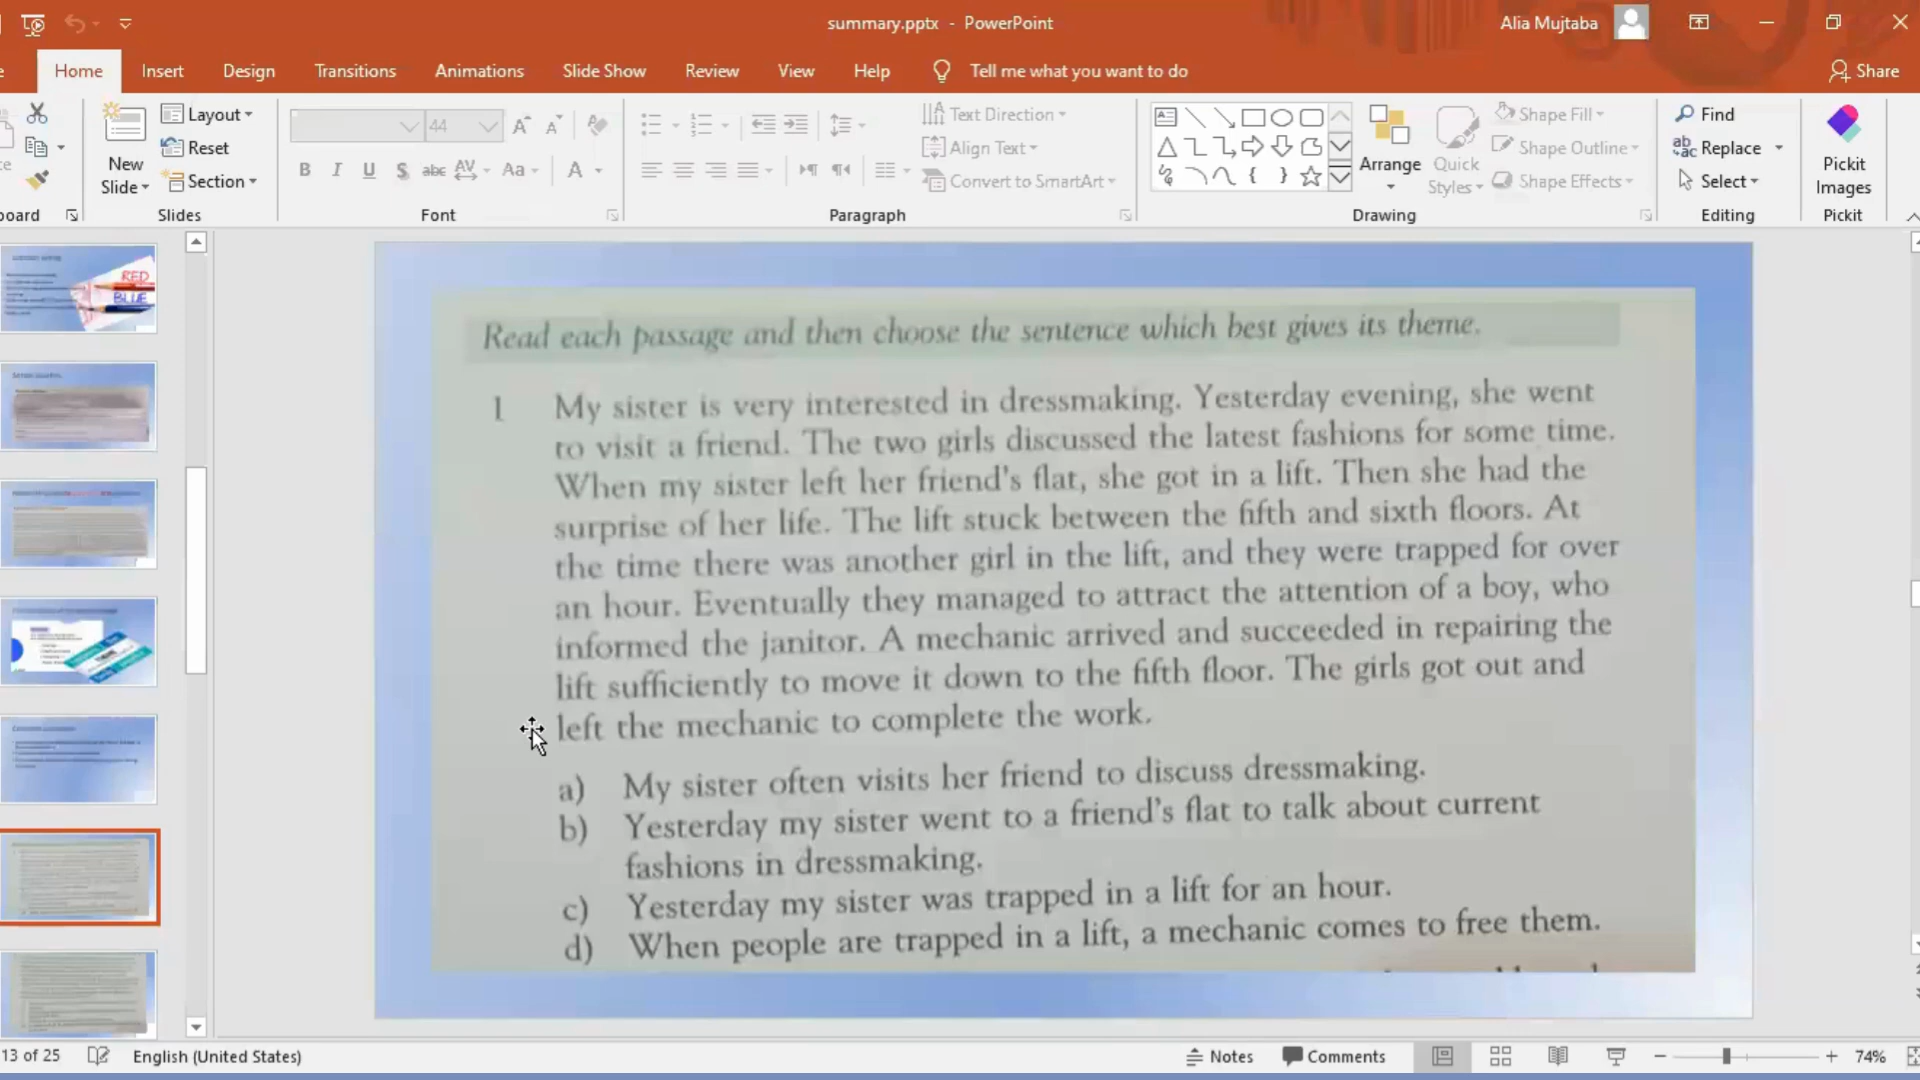 summary.pptx - PowerPoint
Alia Mujtaba
Home Insert Design Transitions Animations Slide Show Review View Help Tell me what you want to do Share
New Slide Layout Reset Section
44
Text Direction
Align Text
Convert to SmartArt
Arrange
Quick Styles
Shape Fill
Shape Outline
Shape Effects
Find
Replace
Select
Pickit Images
board Slides Font Paragraph Drawing Editing Pickit
RED
BLUE
Read each passage and then choose the sentence which best gives its theme.
1 My sister is very interested in dressmaking. Yesterday evening, she went
to visit a friend. The two girls discussed the latest fashions for some time.
When my sister left her friend's flat, she got in a lift. Then she had the
surprise of her life. The lift stuck between the fifth and sixth floors. At
the time there was another girl in the lift, and they were trapped for over
an hour. Eventually they managed to attract the attention of a boy, who
informed the janitor. A mechanic arrived and succeeded in repairing the
lift sufficiently to move it down to the fifth floor. The girls got out and
left the mechanic to complete the work.
a) My sister often visits her friend to discuss dressmaking.
b) Yesterday my sister went to a friend's flat to talk about current
fashions in dressmaking.
c) Yesterday my sister was trapped in a lift for an hour.
d) When people are trapped in a lift, a mechanic comes to free them.
13 of 25 English (United States) Notes Comments 74%